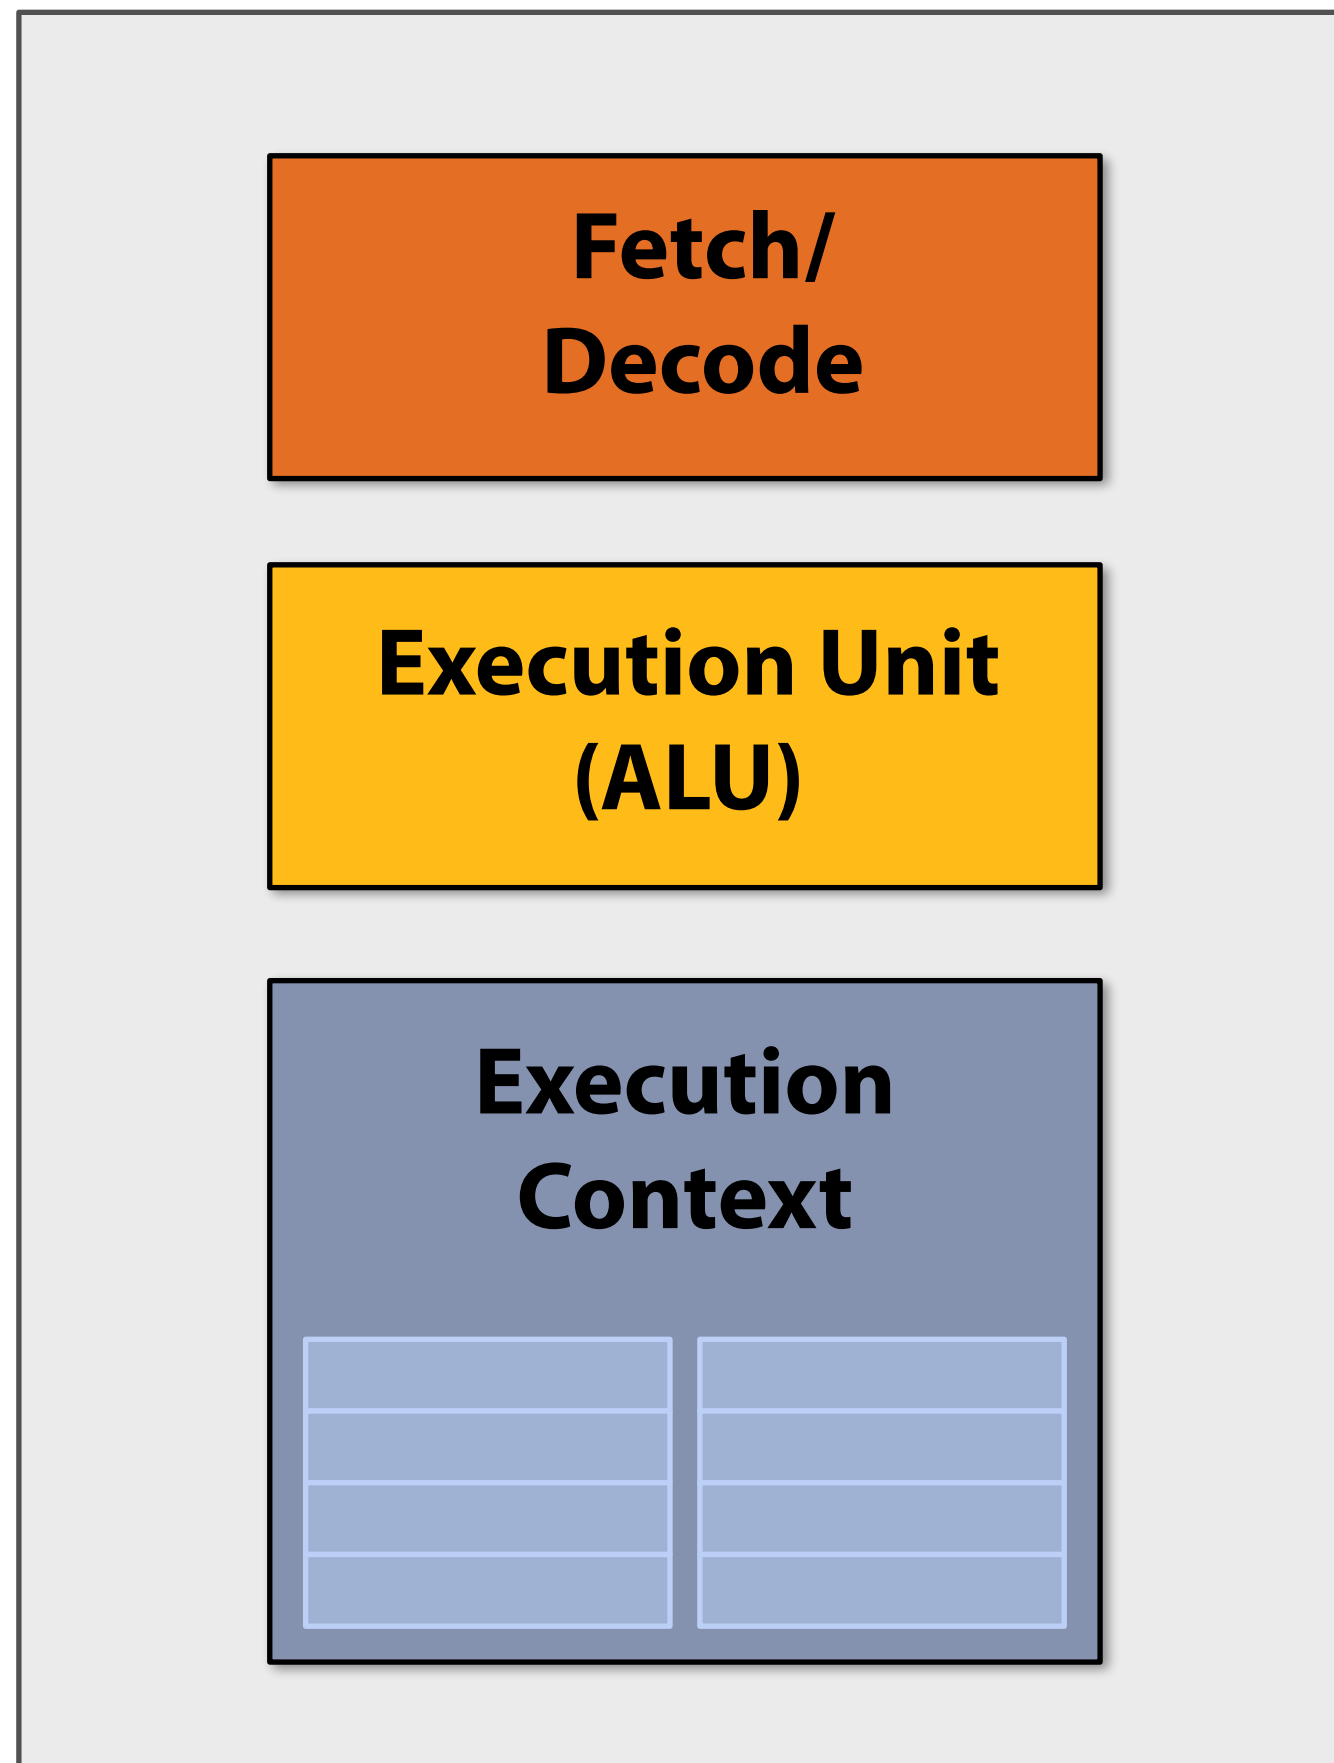 Fetch/
Decode
Execution Unit
(ALU)
Execution
Context